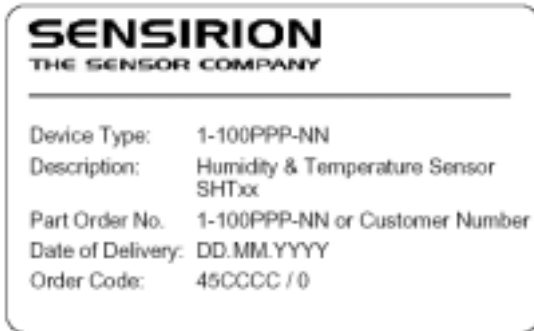 SENSIRION
THE SENSOR COMPANY
Device Type: 1-100PPP-NN
Description: Humidity & Temperature Sensor
SHTxx
Part Order No. 1-100PPP-NN or Customer Number
Date of Delivery: DD.MM.YYYY
Order Code: 45CCCC / 0